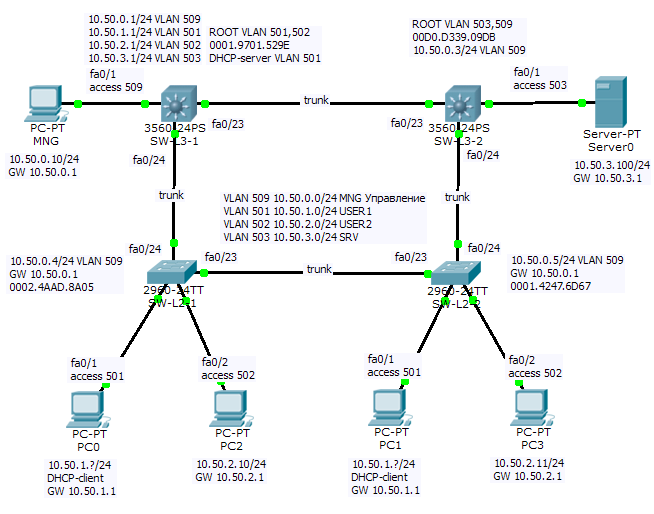 10.50.0.1/24 VLAN 509
10.50.1.1/24 VLAN 501
10.50.2.1/24 VLAN 502
10.50.3.1/24 VLAN 503
ROOT VLAN 501,502
0001.9701.529E
DHCP-server VLAN 501
ROOT VLAN 503,509
00D0.D339.09DB
10.50.0.3/24 VLAN 509
fa0/1
access 509
trunk
fa0/1
access 503
PC-PT
MNG
3560-24PS
SW-L3-1
fa0/23
fa0/23
3560-24PS
SW-L3-2
Server-PT
Server0
10.50.0.10/24
GW 10.50.0.1
fa0/24
fa0/24
10.50.3.100/24
GW 10.50.3.1
trunk
trunk
VLAN 509 10.50.0.0/24 MNG Управление
VLAN 501 10.50.1.0/24 USER1
VLAN 502 10.50.2.0/24 USER2
VLAN 503 10.50.3.0/24 SRV
10.50.0.4/24 VLAN 509
GW 10.50.0.1
0002.4AAD.8A05
fa0/24
fa0/23
2960-24TT
SW-L2-1
trunk
fa0/23
fa0/24
2960-24TT
SW-L2-2
10.50.0.5/24 VLAN 509
GW 10.50.0.1
0001.4247.6D67
fa0/1
access 501
fa0/2
access 502
fa0/1
access 501
fa0/2
access 502
PC-PT
PC0
PC-PT
PC2
PC-PT
PC1
PC-PT
PC3
10.50.1.?/24
DHCP-client
GW 10.50.1.1
10.50.2.10/24
GW 10.50.2.1
10.50.1.?/24
DHCP-client
GW 10.50.1.1
10.50.2.11/24
GW 10.50.2.1